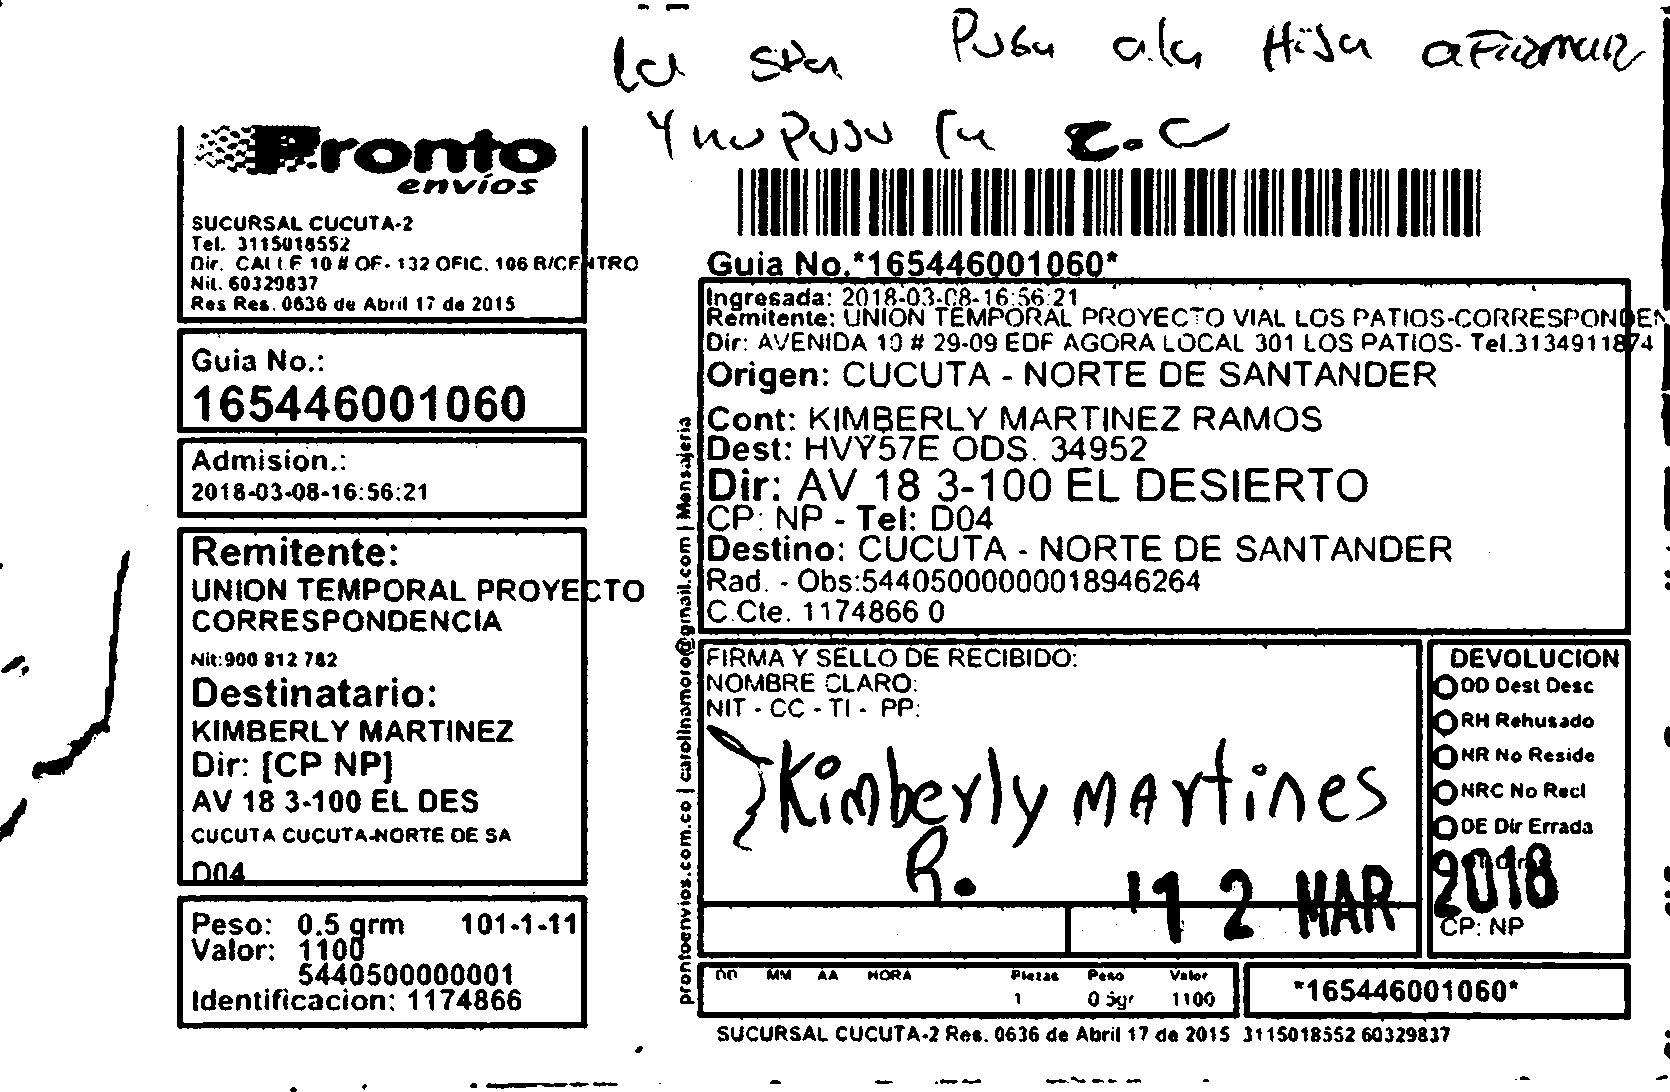 La sra Puso ala Hija aFirmar
Y no Puso la C.C
Pronto
envíos
SUCURSAL CUCUTA-2
Tel. 3115018552
Dir. CALLE 10 # OF- 132 OFIC. 106 B/CENTRO
Nit. 60329837
Res Res. 0636 de Abril 17 de 2015
Guia No.:
165446001060
Admision.:
2018-03-08-16:56:21
Remitente:
UNION TEMPORAL PROYECTO
CORRESPONDENCIA
Nit:900 812 782
Destinatario:
KIMBERLY MARTINEZ
Dir: [CP NP]
AV 18 3-100 EL DES
CUCUTA CUCUTA-NORTE DE SA
D04
Peso: 0.5 grm 101-1-11
Valor: 1100
5440500000001
Identificacion: 1174866
prontoenvios.com.co | carolinamoro@gmail.com | Mensajeria
Guia No.*165446001060*
Ingresada: 2018-03-08-16:56:21
Remitente: UNION TEMPORAL PROYECTO VIAL LOS PATIOS-CORRESPONDEN
Dir: AVENIDA 10 # 29-09 EDF AGORA LOCAL 301 LOS PATIOS- Tel.3134911874
Origen: CUCUTA - NORTE DE SANTANDER
Cont: KIMBERLY MARTINEZ RAMOS
Dest: HVY57E ODS. 34952
Dir: AV 18 3-100 EL DESIERTO
CP: NP - Tel: D04
Destino: CUCUTA - NORTE DE SANTANDER
Rad. - Obs:54405000000018946264
C.Cte. 1174866 0
FIRMA Y SELLO DE RECIBIDO:
NOMBRE CLARO:
NIT - CC - TI - PP:
Kimberly Martines
R.
12 MAR 2018
DEVOLUCION
DD Dest Desc
RH Rehusado
NR No Reside
NRC No Recl
DE Dir Errada
CP: NP
DD MM AA HORA Piezas Peso Valor
1 0.5gr 1100
*165446001060*
SUCURSAL CUCUTA-2 Res. 0636 de Abril 17 de 2015 3115018552 60329837